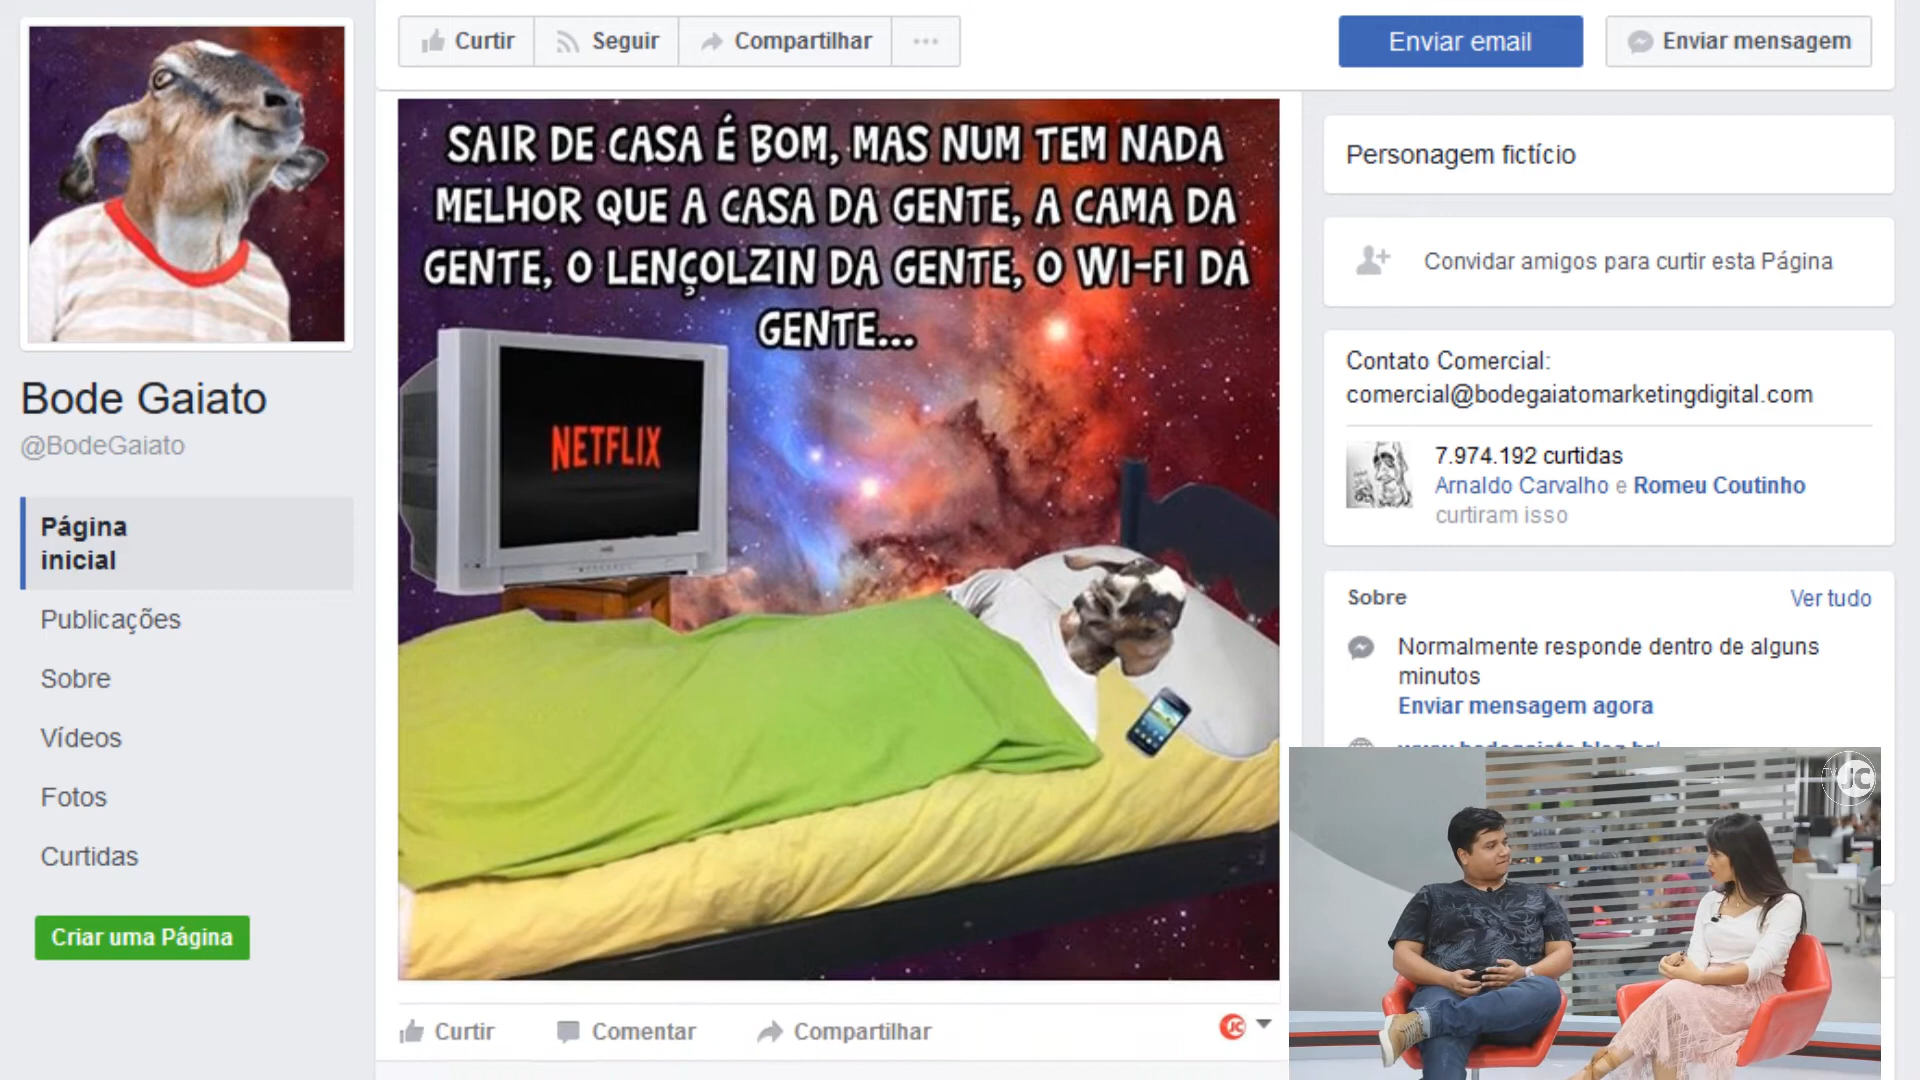 Curtir
Seguir
Compartilhar
Enviar email
Enviar mensagem
SAIR DE CASA É BOM, MAS NUM TEM NADA
MELHOR QUE A CASA DA GENTE, A CAMA DA
GENTE, O LENÇOLZIN DA GENTE, O WI-FI DA
GENTE...
NETFLIX
Bode Gaiato
@BodeGaiato
Página
inicial
Publicações
Sobre
Vídeos
Fotos
Curtidas
Criar uma Página
Personagem fictício
Convidar amigos para curtir esta Página
Contato Comercial:
comercial@bodegaiatomarketingdigital.com
7.974.192 curtidas
Arnaldo Carvalho e Romeu Coutinho
curtiram isso
Sobre
Ver tudo
Normalmente responde dentro de alguns
minutos
Enviar mensagem agora
Curtir
Comentar
Compartilhar
JC
JC